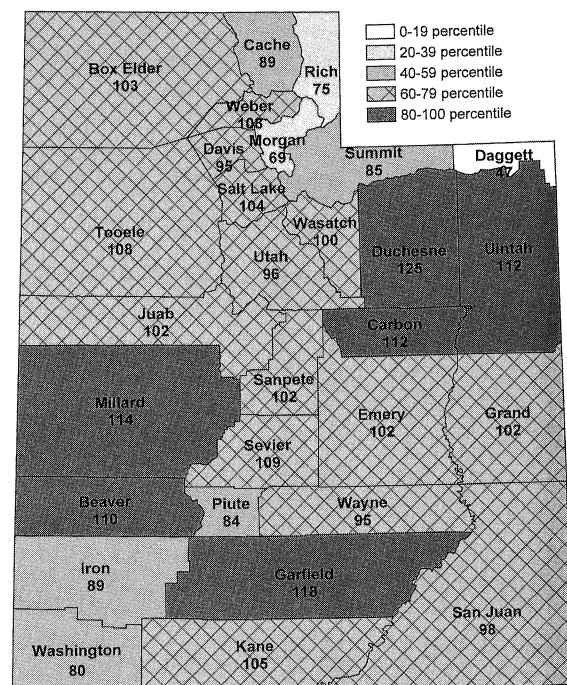 0-19 percentile
20-39 percentile
40-59 percentile
60-79 percentile
80-100 percentile
Cache
89
Box Elder
103
Rich
75
Weber
108
Morgan
69
Davis
95
Summit
85
Daggett
47
Salt Lake
104
Wasatch
100
Tooele
108
Utah
96
Duchesne
125
Uintah
112
Juab
102
Carbon
112
Sanpete
102
Millard
114
Emery
102
Grand
102
Sevier
109
Beaver
110
Piute
84
Wayne
95
Iron
89
Garfield
118
San Juan
98
Washington
80
Kane
105